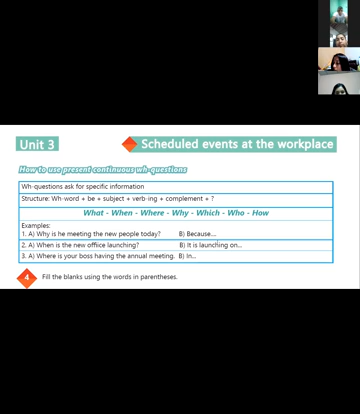 Unit 3
Scheduled events at the workplace
How to use present continuous wh-questions
Wh-questions ask for specific information
Structure: Wh-word + be + subject + verb-ing + complement + ?
What - When - Where - Why - Which - Who - How
Examples:
1. A) Why is he meeting the new people today? B) Because...
2. A) When is the new offiice launching? B) It is launching on...
3. A) Where is your boss having the annual meeting. B) In...
4 Fill the blanks using the words in parentheses.